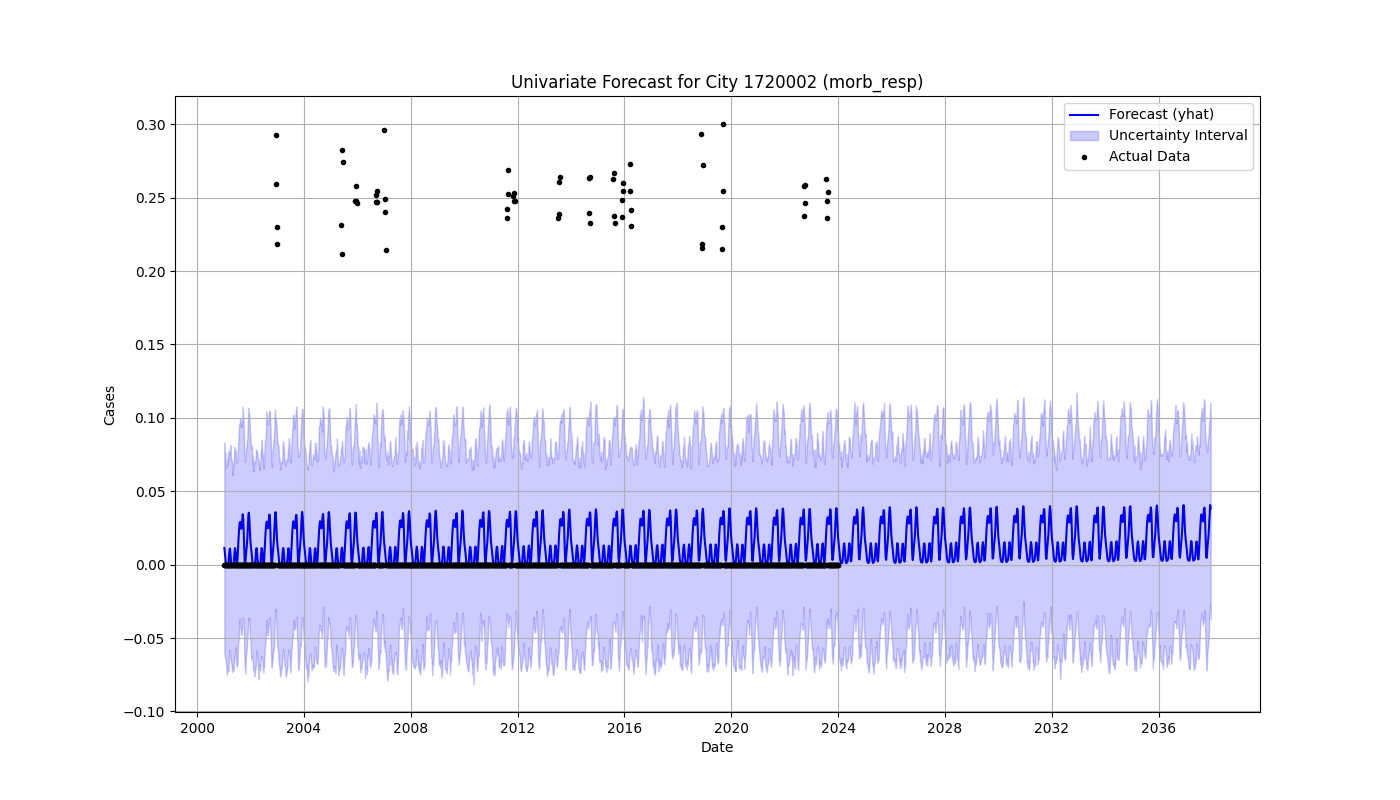 Univariate Forecast for City 1720002 (morb_resp)
Forecast (yhat)
Uncertainty Interval
Actual Data
Cases
0.30
0.25
0.20
0.15
0.10
0.05
0.00
−0.05
−0.10
2000 2004 2008 2012 2016 2020 2024 2028 2032 2036
Date